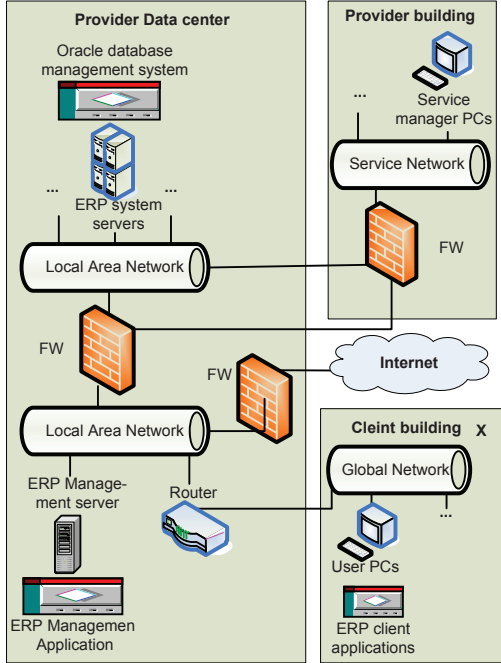 Provider Data center
Oracle database
management system
...
...
ERP system
servers
Local Area Network
FW
FW
Local Area Network
ERP Manage-
ment server
Router
ERP Managemen
Application
Provider building
...
Service
manager PCs
Service Network
FW
Internet
Cleint building x
Global Network
...
User PCs
ERP client
applications